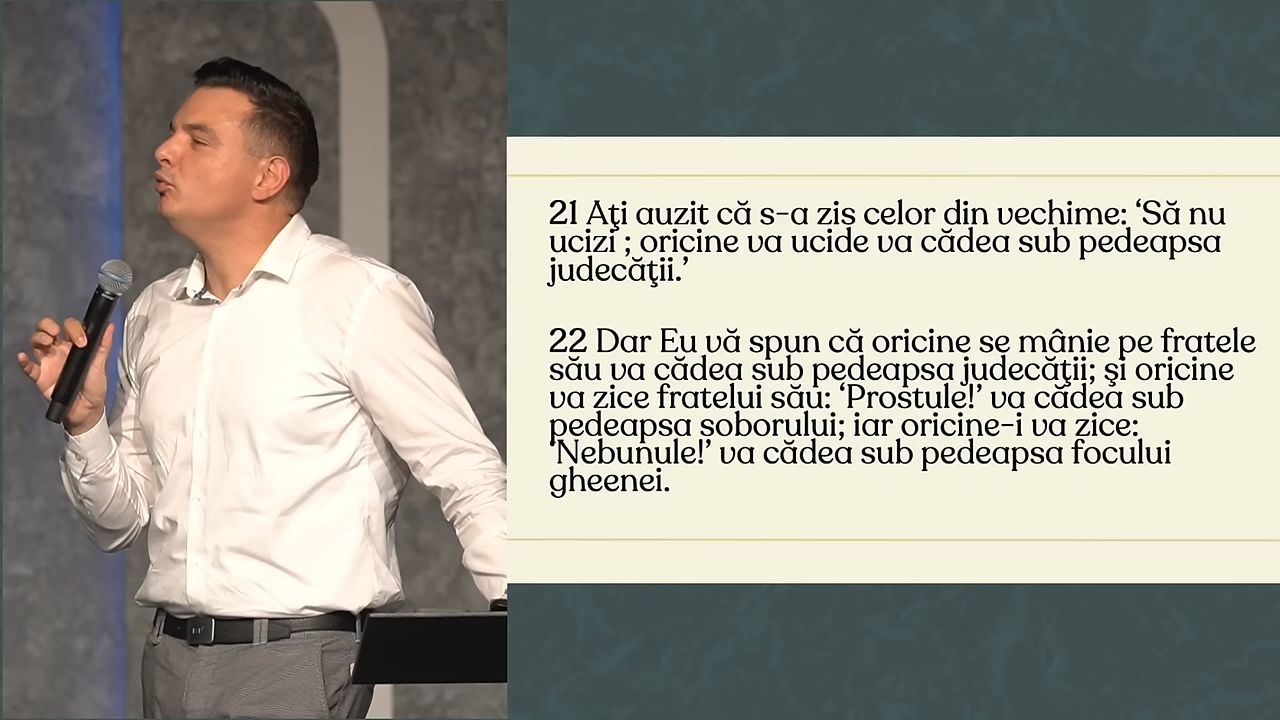 21 Aţi auzit că s-a zis celor din vechime: ‘Să nu
ucizi ; oricine va ucide va cădea sub pedeapsa
judecăţii.’
22 Dar Eu vă spun că oricine se mânie pe fratele
său va cădea sub pedeapsa judecăţii; şi oricine
va zice fratelui său: ‘Prostule!’ va cădea sub
pedeapsa soborului; iar oricine-i va zice:
‘Nebunule!’ va cădea sub pedeapsa focului
gheenei.